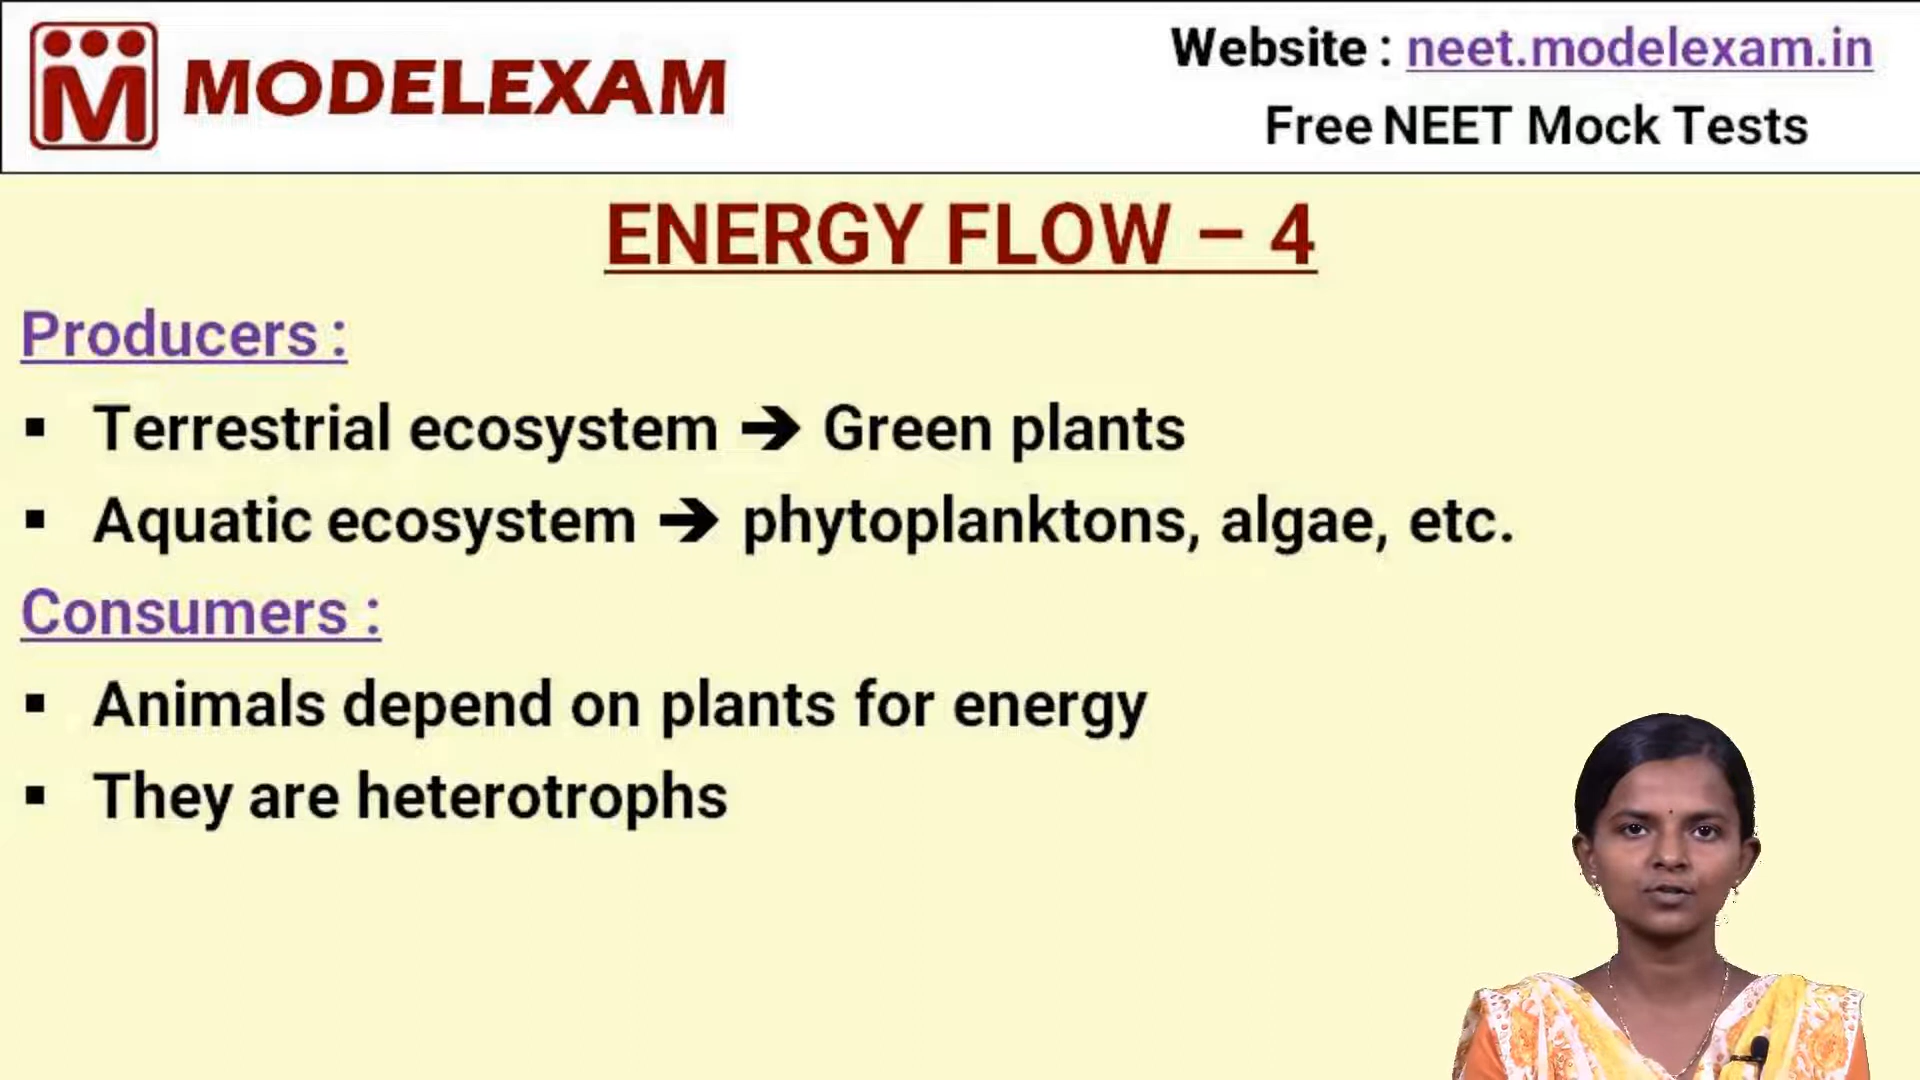 MODELEXAM
Website : neet.modelexam.in
Free NEET Mock Tests
ENERGY FLOW – 4
Producers :
▪ Terrestrial ecosystem ➔ Green plants
▪ Aquatic ecosystem ➔ phytoplanktons, algae, etc.
Consumers :
▪ Animals depend on plants for energy
▪ They are heterotrophs